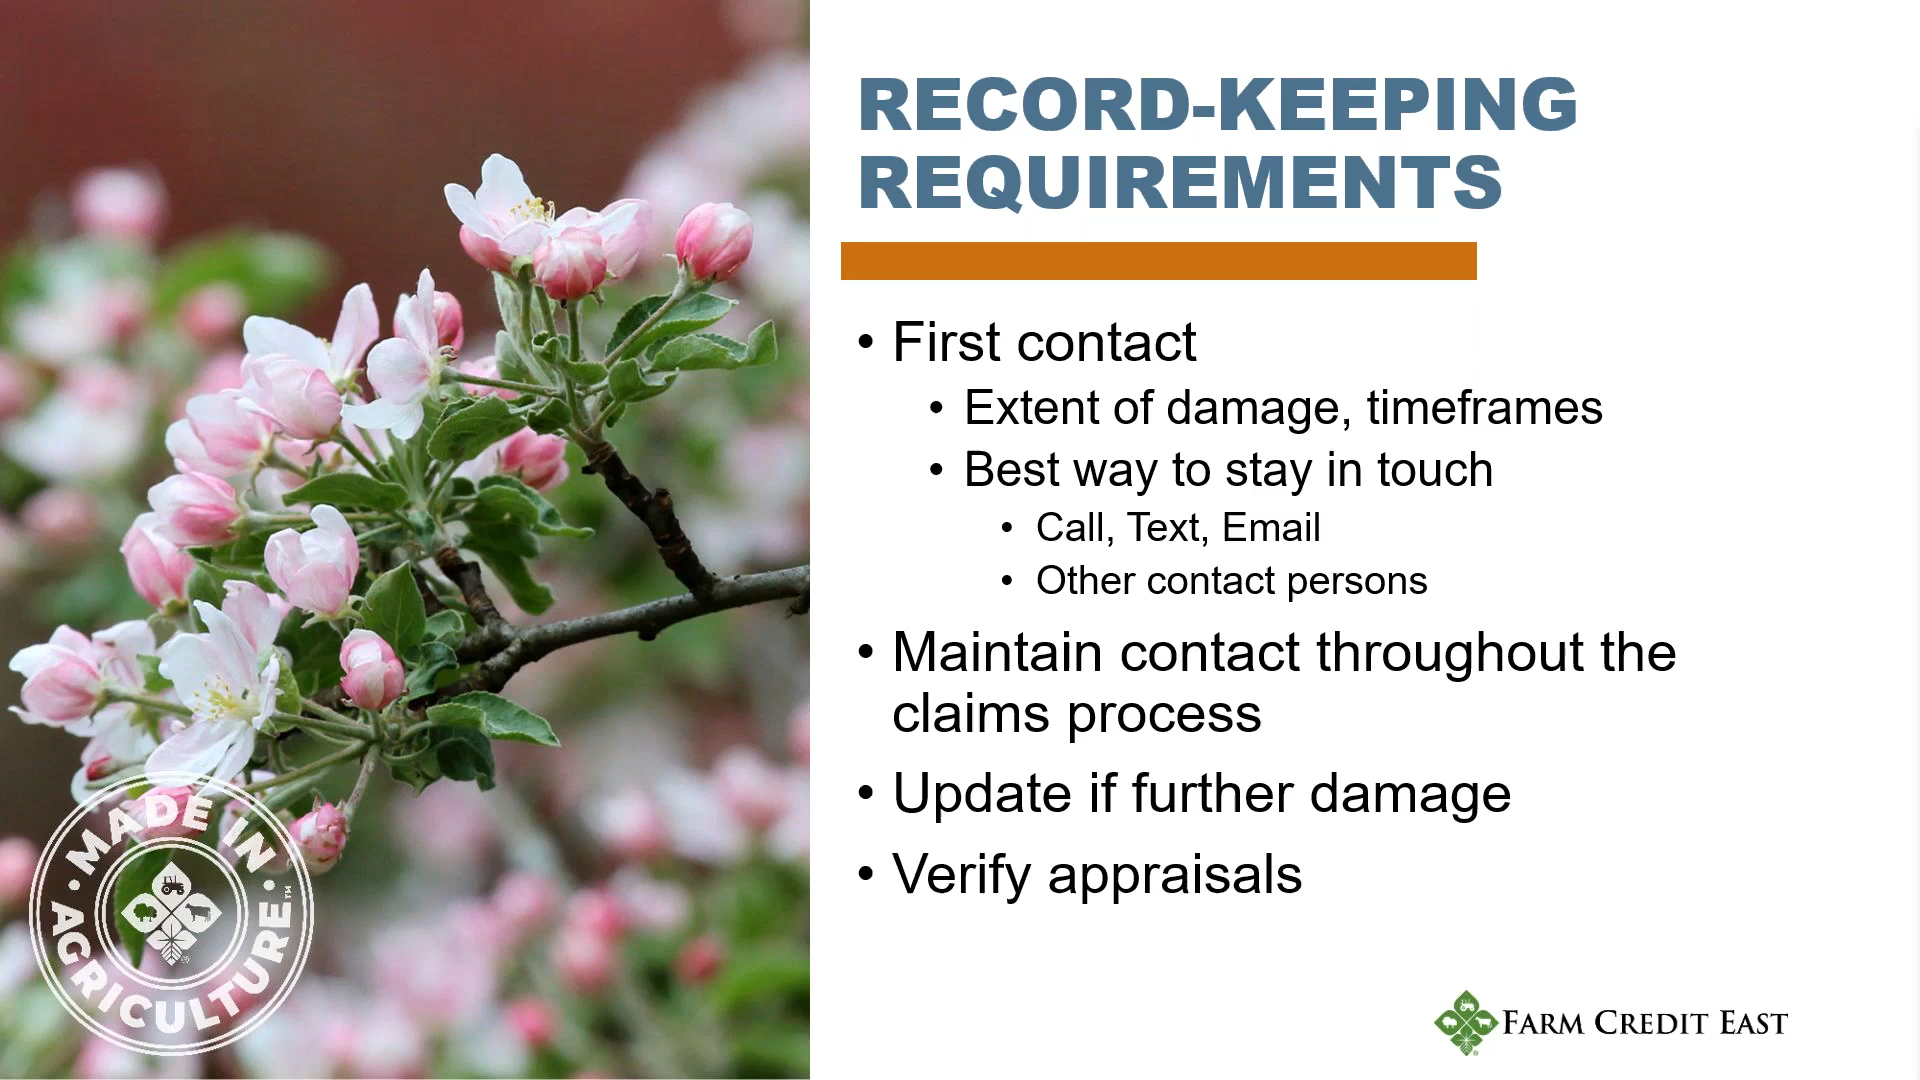 RECORD-KEEPING
REQUIREMENTS
• First contact
• Extent of damage, timeframes
• Best way to stay in touch
• Call, Text, Email
• Other contact persons
• Maintain contact throughout the
claims process
• Update if further damage
• Verify appraisals
• MADE IN •
AGRICULTURE™
®
FARM CREDIT EAST